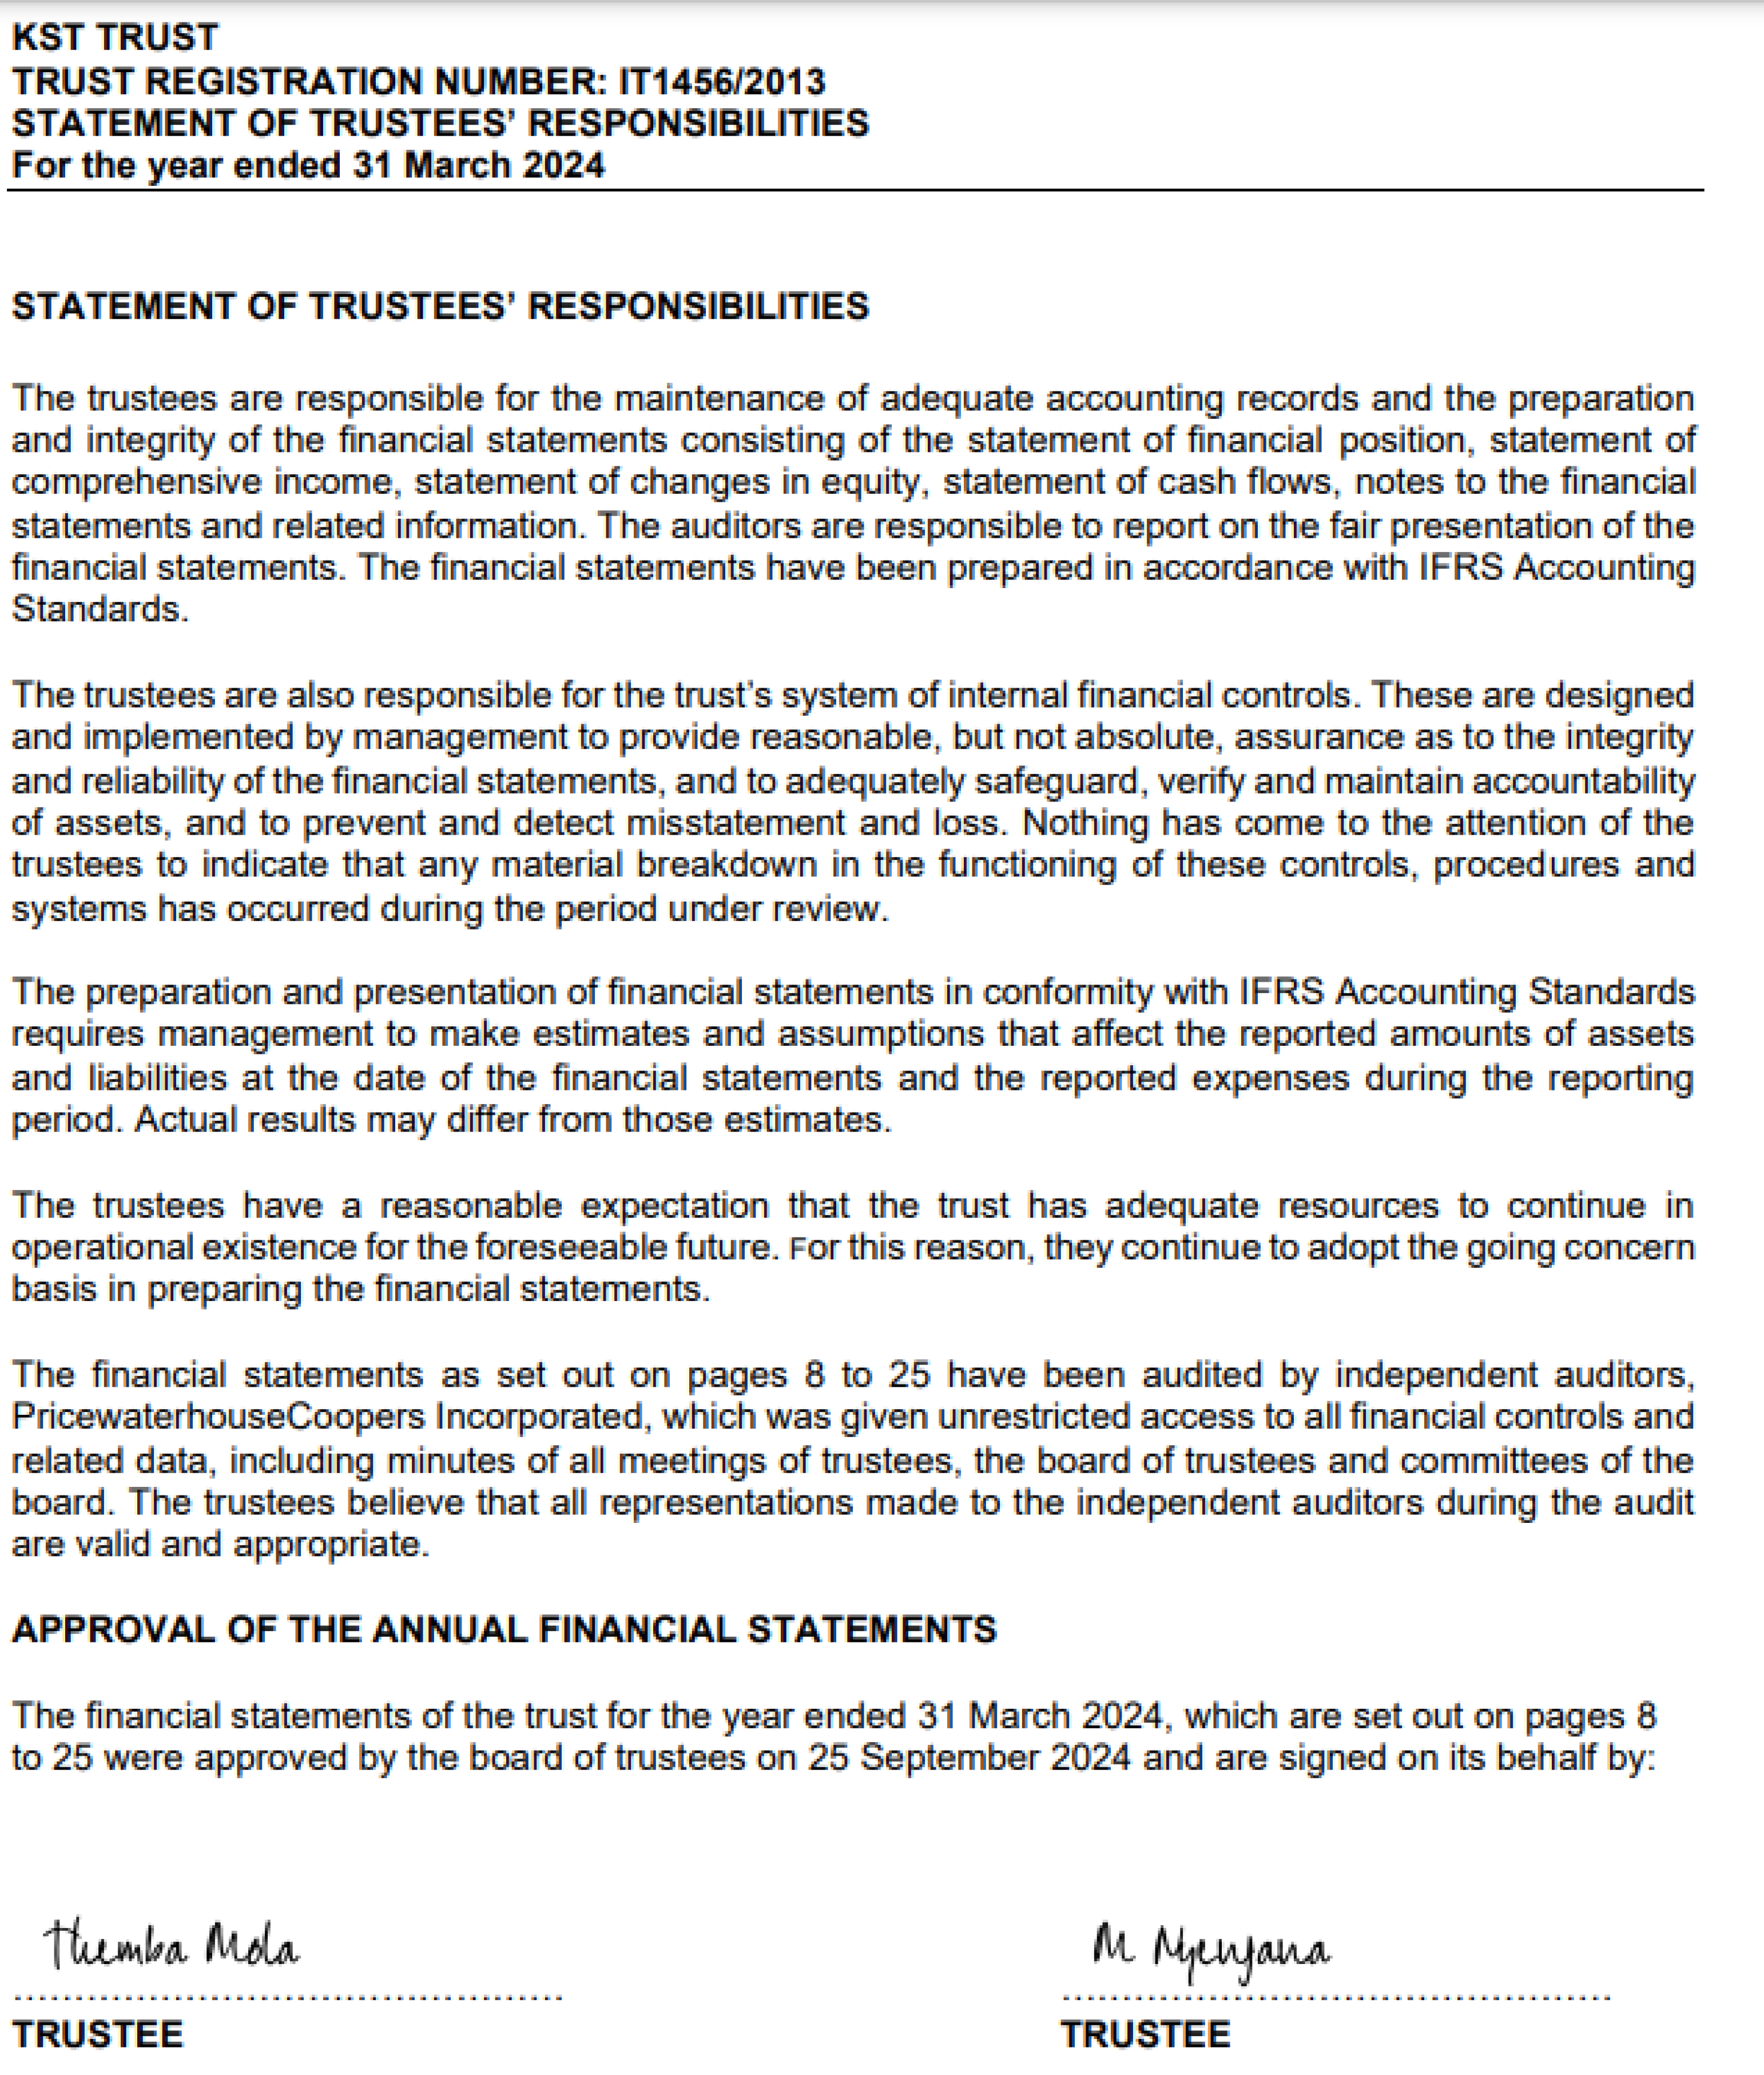 KST TRUST
TRUST REGISTRATION NUMBER: IT1456/2013
STATEMENT OF TRUSTEES’ RESPONSIBILITIES
For the year ended 31 March 2024
STATEMENT OF TRUSTEES’ RESPONSIBILITIES
The trustees are responsible for the maintenance of adequate accounting records and the preparation
and integrity of the financial statements consisting of the statement of financial position, statement of
comprehensive income, statement of changes in equity, statement of cash flows, notes to the financial
statements and related information. The auditors are responsible to report on the fair presentation of the
financial statements. The financial statements have been prepared in accordance with IFRS Accounting
Standards.
The trustees are also responsible for the trust’s system of internal financial controls. These are designed
and implemented by management to provide reasonable, but not absolute, assurance as to the integrity
and reliability of the financial statements, and to adequately safeguard, verify and maintain accountability
of assets, and to prevent and detect misstatement and loss. Nothing has come to the attention of the
trustees to indicate that any material breakdown in the functioning of these controls, procedures and
systems has occurred during the period under review.
The preparation and presentation of financial statements in conformity with IFRS Accounting Standards
requires management to make estimates and assumptions that affect the reported amounts of assets
and liabilities at the date of the financial statements and the reported expenses during the reporting
period. Actual results may differ from those estimates.
The trustees have a reasonable expectation that the trust has adequate resources to continue in
operational existence for the foreseeable future. For this reason, they continue to adopt the going concern
basis in preparing the financial statements.
The financial statements as set out on pages 8 to 25 have been audited by independent auditors,
PricewaterhouseCoopers Incorporated, which was given unrestricted access to all financial controls and
related data, including minutes of all meetings of trustees, the board of trustees and committees of the
board. The trustees believe that all representations made to the independent auditors during the audit
are valid and appropriate.
APPROVAL OF THE ANNUAL FINANCIAL STATEMENTS
The financial statements of the trust for the year ended 31 March 2024, which are set out on pages 8
to 25 were approved by the board of trustees on 25 September 2024 and are signed on its behalf by:
Themba Mola M
TRUSTEE TRUSTEE